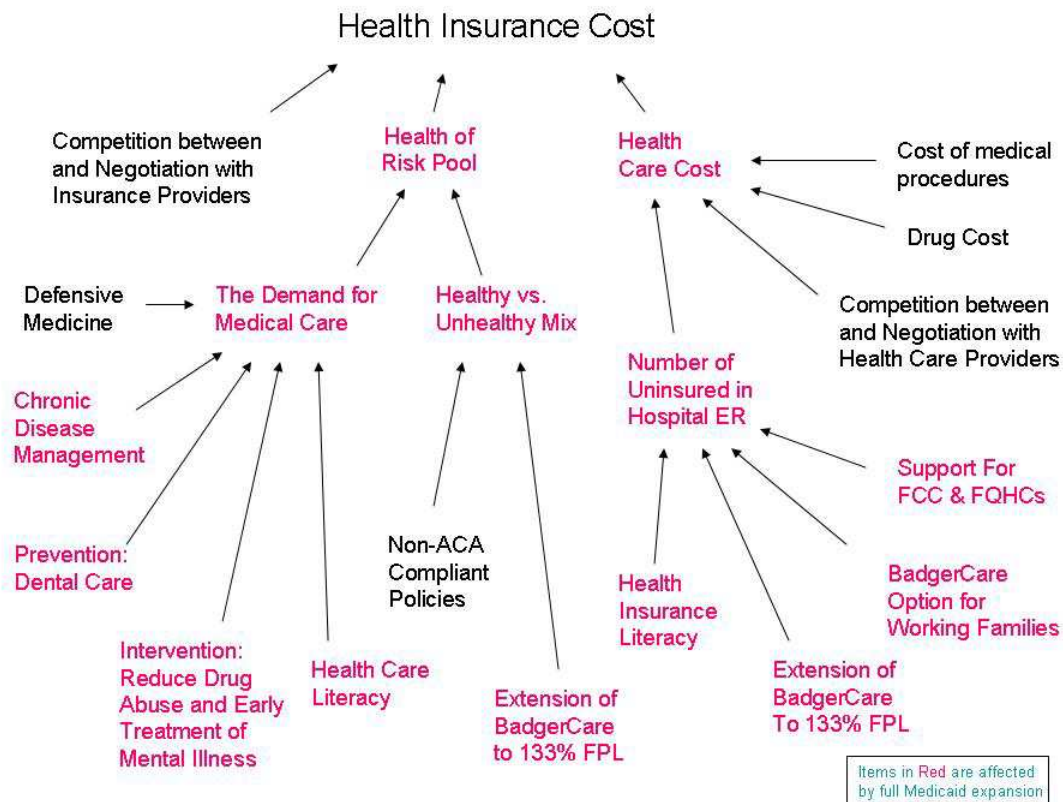 Health Insurance Cost
Competition between
and Negotiation with
Insurance Providers
Health of
Risk Pool
Health
Care Cost
Cost of medical
procedures
Drug Cost
Defensive
Medicine
The Demand for
Medical Care
Healthy vs.
Unhealthy Mix
Competition between
and Negotiation with
Health Care Providers
Number of
Uninsured in
Hospital ER
Chronic
Disease
Management
Support For
FCC & FQHCs
Prevention:
Dental Care
Non-ACA
Compliant
Policies
Health
Insurance
Literacy
BadgerCare
Option for
Working Families
Intervention:
Reduce Drug
Abuse and Early
Treatment of
Mental Illness
Health Care
Literacy
Extension of
BadgerCare
to 133% FPL
Extension of
BadgerCare
To 133% FPL
Items in Red are affected
by full Medicaid expansion